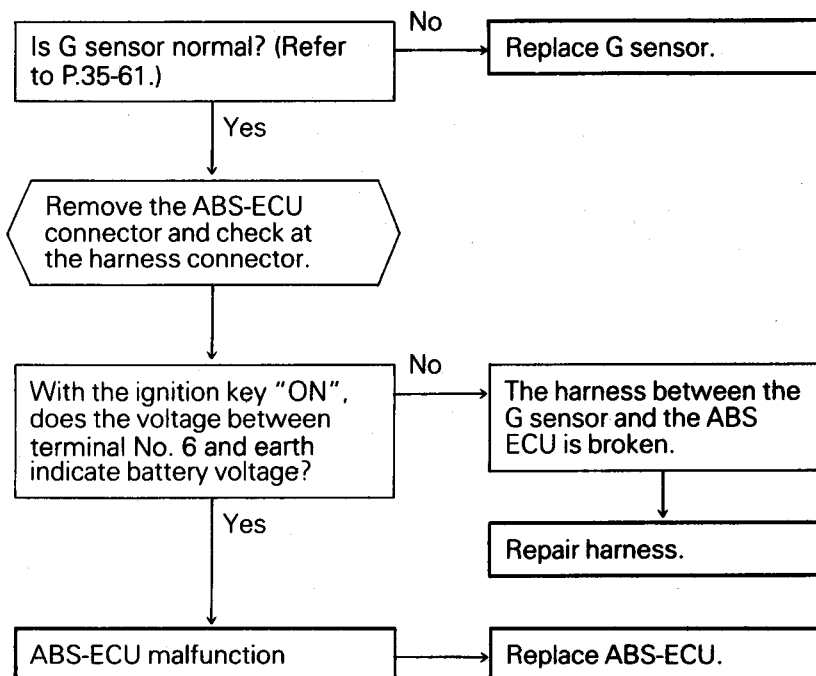 Is G sensor normal? (Refer
to P.35-61.)
No
Replace G sensor.
Yes
Remove the ABS-ECU
connector and check at
the harness connector.
With the ignition key "ON",
does the voltage between
terminal No. 6 and earth
indicate battery voltage?
No
The harness between the
G sensor and the ABS
ECU is broken.
Repair harness.
Yes
ABS-ECU malfunction
Replace ABS-ECU.